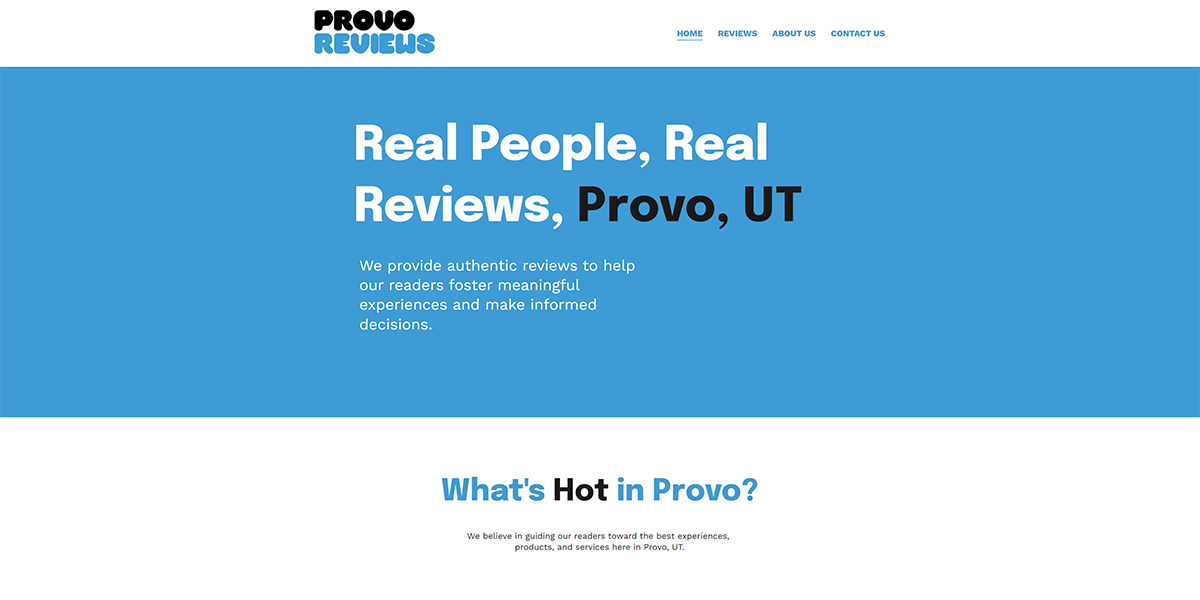 PROVO
REVIEWS
HOME REVIEWS ABOUT US CONTACT US
Real People, Real
Reviews, Provo, UT
We provide authentic reviews to help
our readers foster meaningful
experiences and make informed
decisions.
What's Hot in Provo?
We believe in guiding our readers toward the best experiences,
products, and services here in Provo, UT.